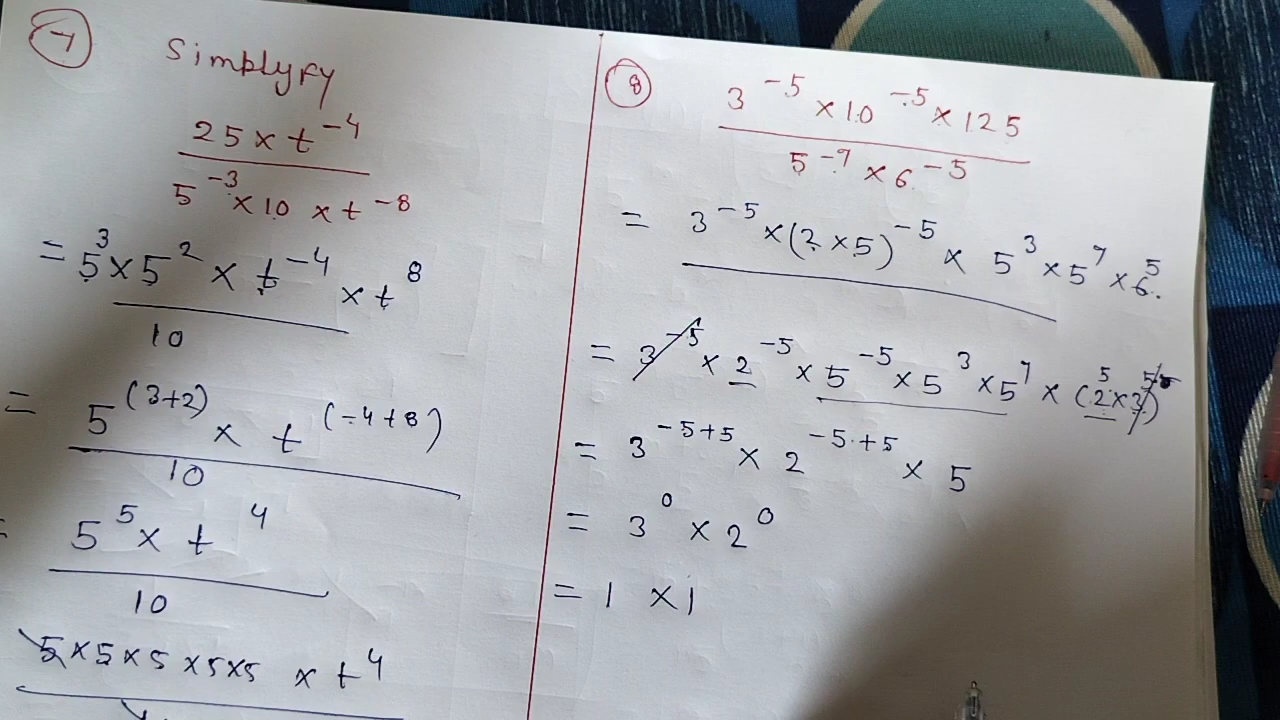 7
Simplyfy
25 x t^-4
5^-3 x 10 x t^-8
= 5^3 x 5^2 x t^-4 x t^8
10
= 5^(3+2) x t^(-4+8)
10
= 5^5 x t^4
10
5 x 5 x 5 x 5 x 5 x t^4
8
3^-5 x 10^-5 x 125
5^-7 x 6^-5
= 3^-5 x (2 x 5)^-5 x 5^3 x 5^7 x 6^5
= 3^-5 x 2^-5 x 5^-5 x 5^3 x 5^7 x (2^5 x 3)^5
= 3^-5+5 x 2^-5+5 x 5
= 3^0 x 2^0
= 1 x 1